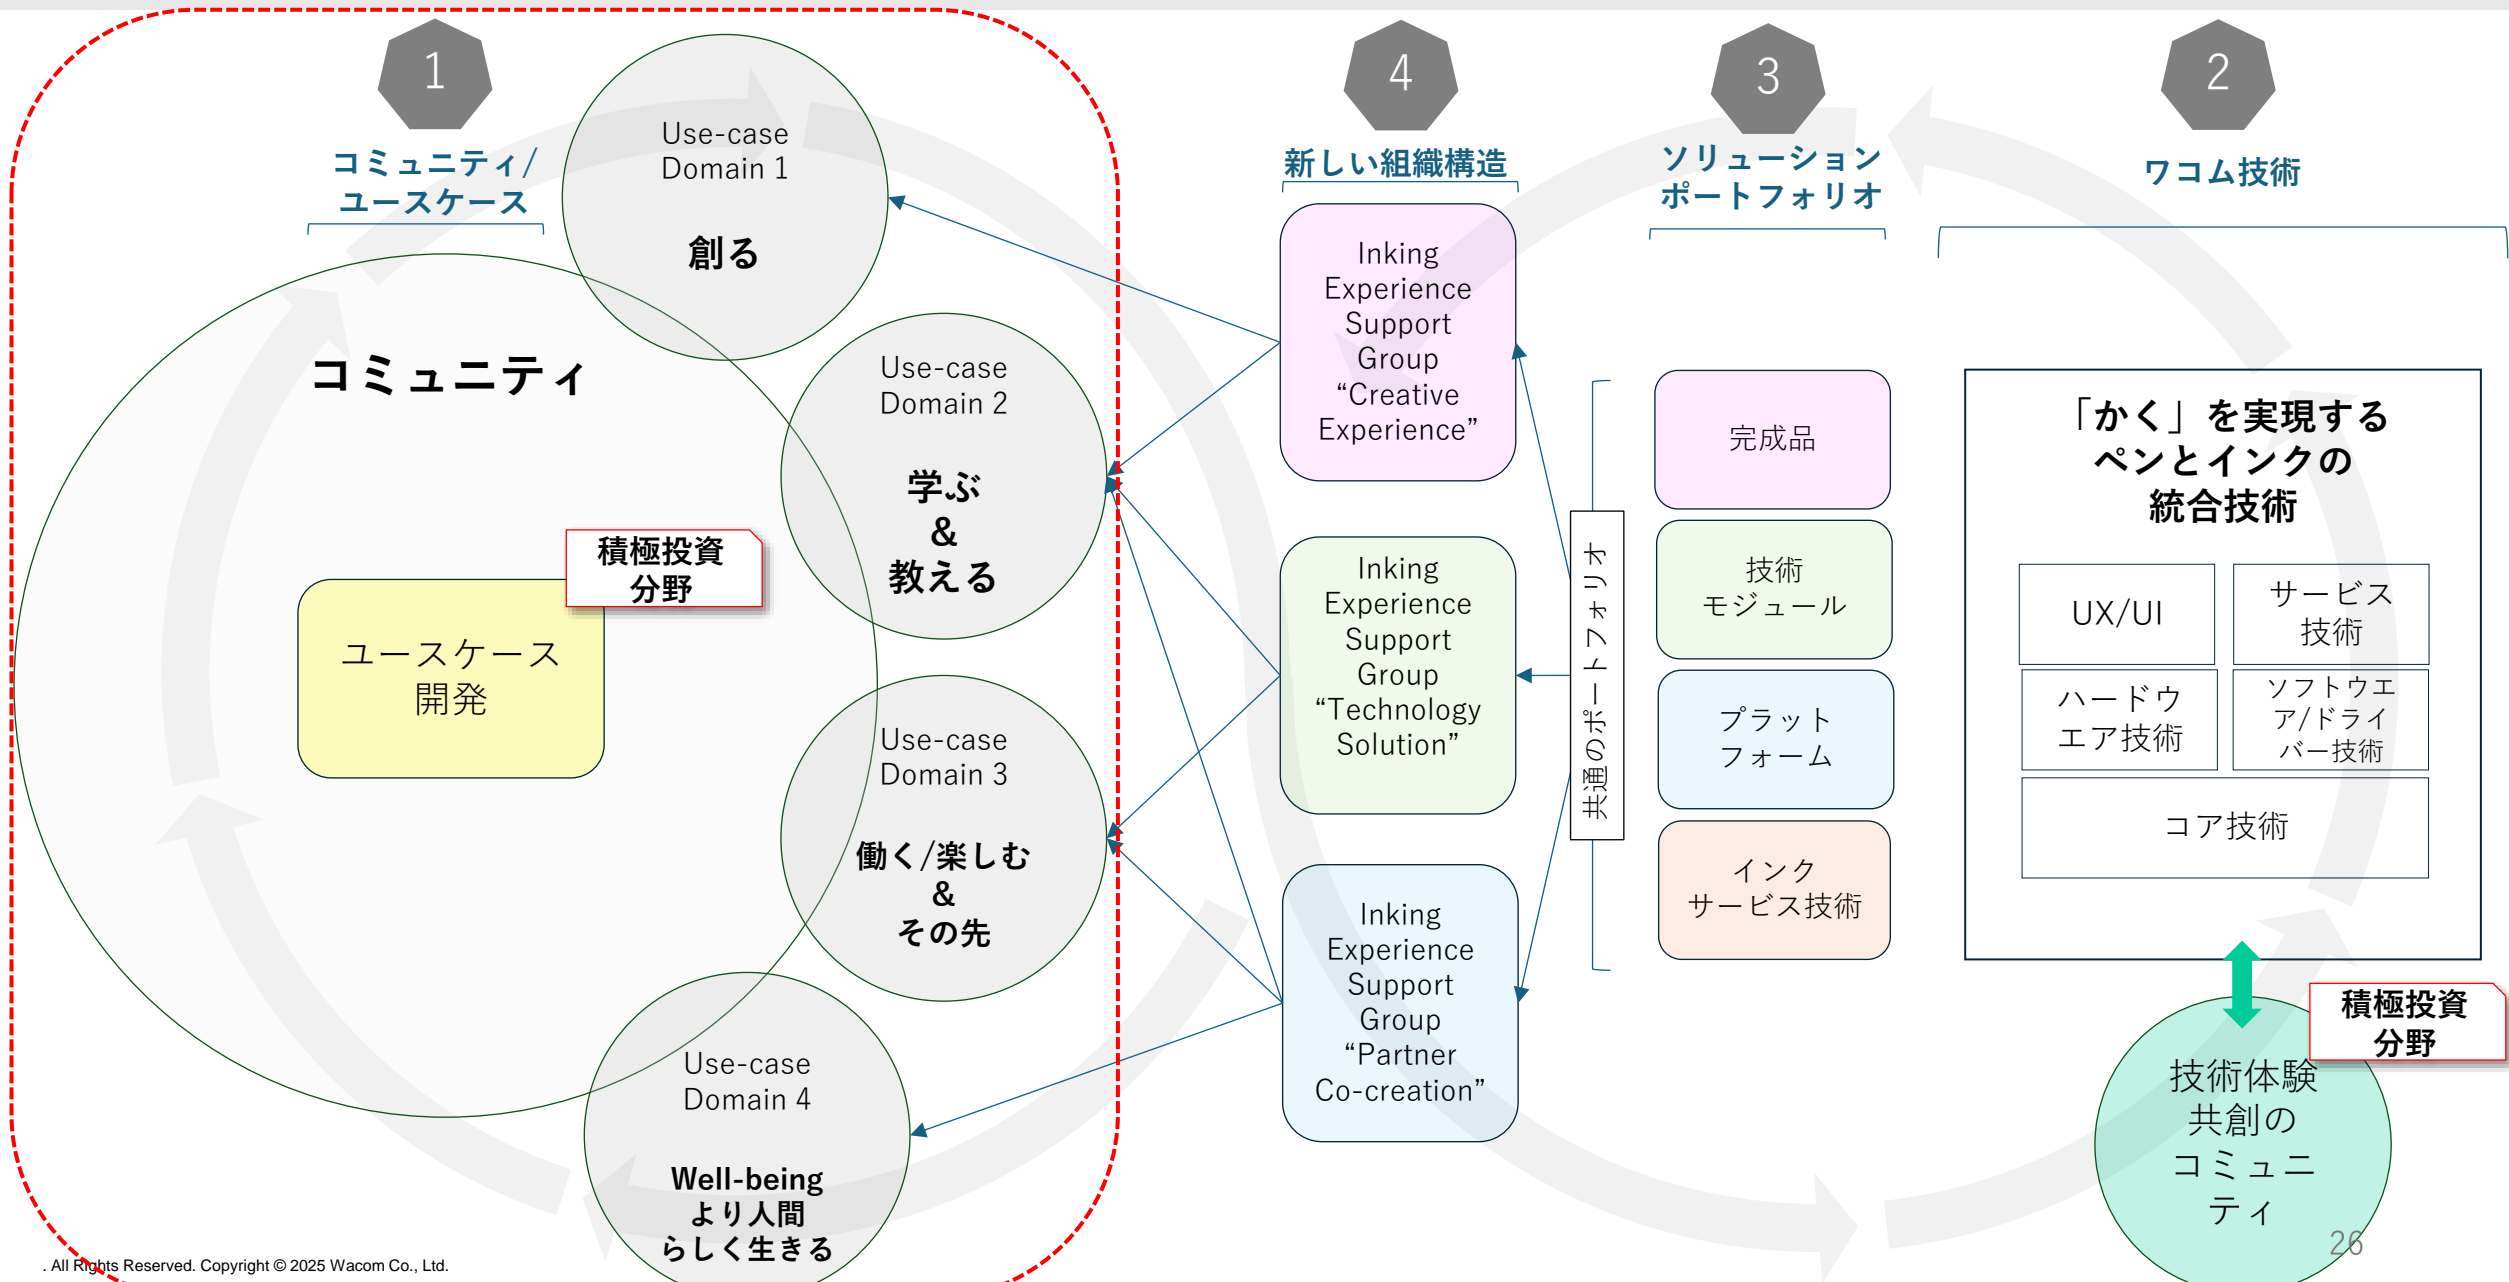 1
コミュニティ/
ユースケース
コミュニティ
積極投資
分野
ユースケース
開発
Use-case
Domain 1
創る
Use-case
Domain 2
学ぶ
&
教える
Use-case
Domain 3
働く/楽しむ
&
その先
Use-case
Domain 4
Well-being
より人間
らしく生きる
4
新しい組織構造
Inking
Experience
Support
Group
“Creative
Experience”
Inking
Experience
Support
Group
“Technology
Solution”
Inking
Experience
Support
Group
“Partner
Co-creation”
共通のポートフォリオ
3
ソリューション
ポートフォリオ
完成品
技術
モジュール
プラット
フォーム
インク
サービス技術
2
ワコム技術
「かく」を実現する
ペンとインクの
統合技術
UX/UI
サービス
技術
ハードウ
エア技術
ソフトウエ
ア/ドライ
バー技術
コア技術
積極投資
分野
技術体験
共創の
コミュニ
ティ
26
. All Rights Reserved. Copyright © 2025 Wacom Co., Ltd.